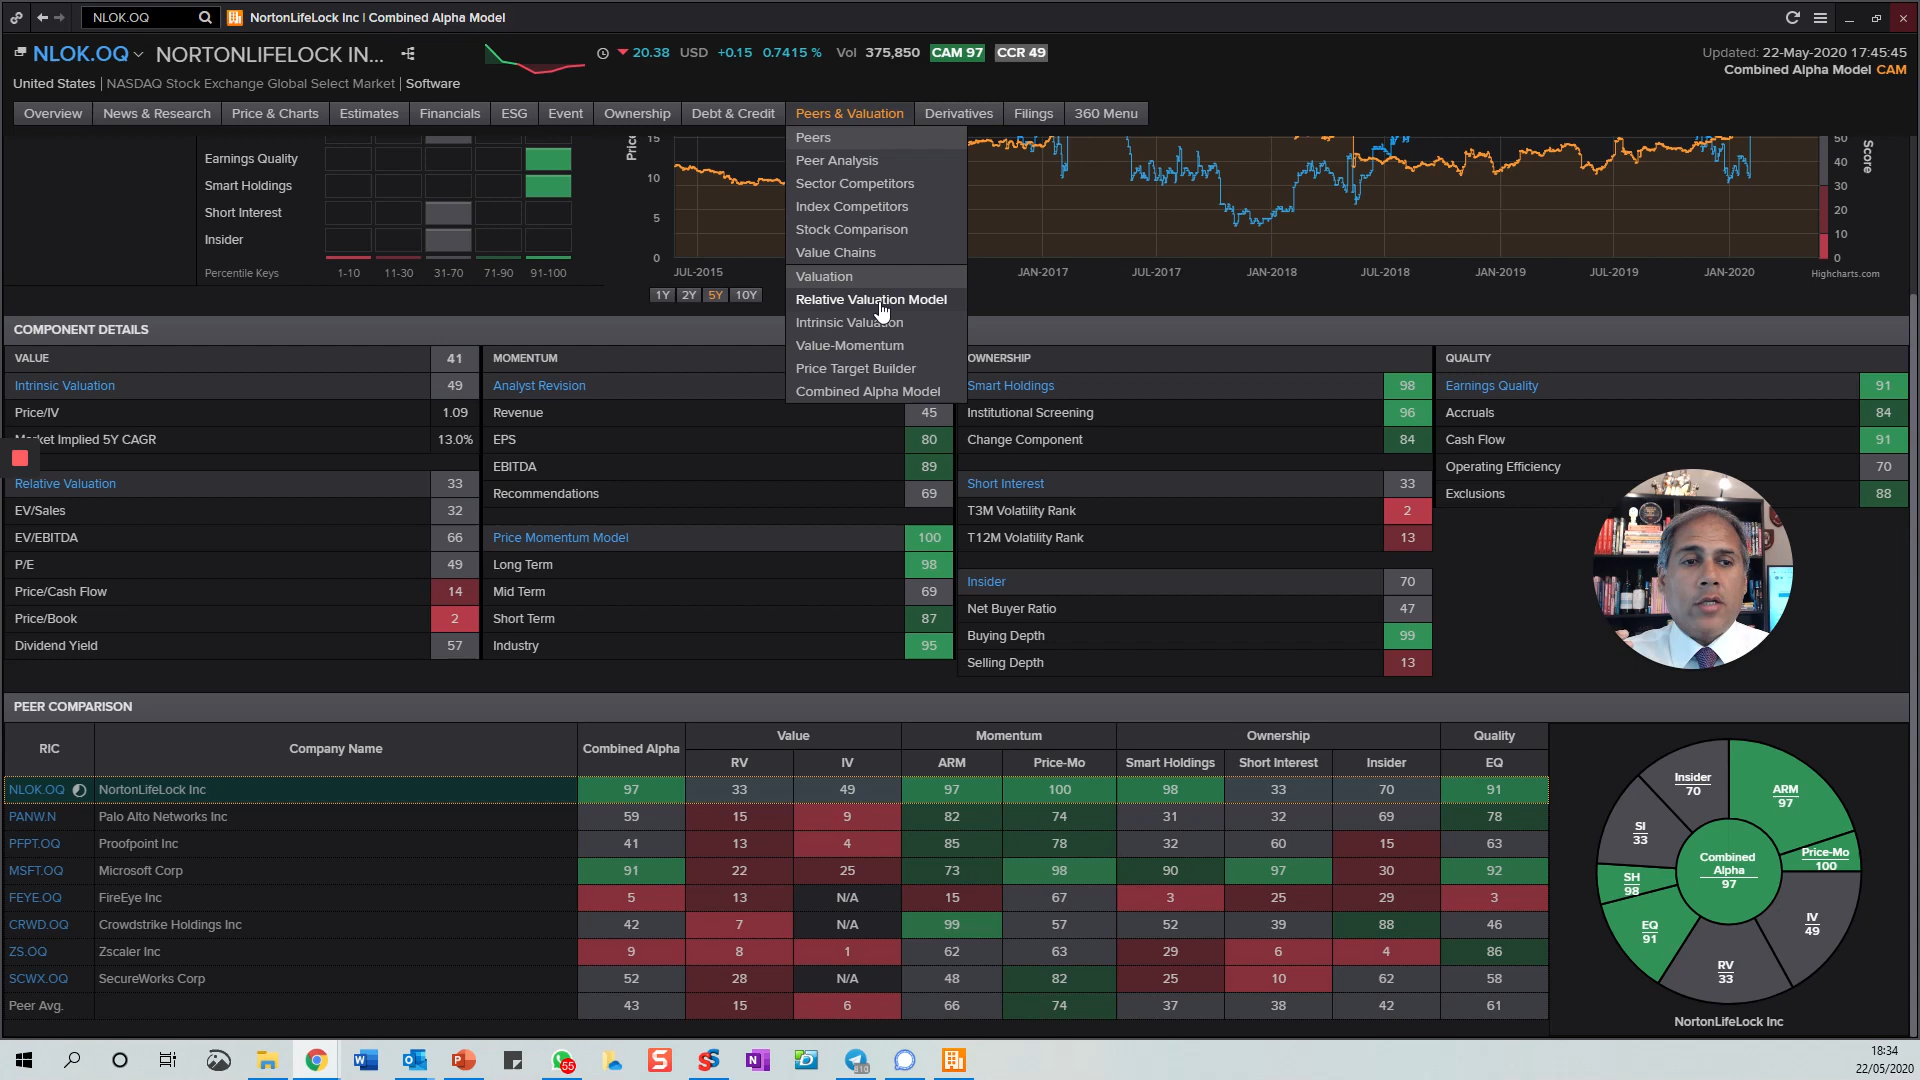 NLOK.OQ
NortonLifeLock Inc | Combined Alpha Model
NLOK.OQ NORTONLIFELOCK IN... 20.38 USD +0.15 0.7415 % Vol 375,850 CAM 97 CCR 49
Updated: 22-May-2020 17:45:45
United States | NASDAQ Stock Exchange Global Select Market | Software
Combined Alpha Model CAM
Overview News & Research Price & Charts Estimates Financials ESG Event Ownership Debt & Credit Peers & Valuation Derivatives Filings 360 Menu
Peers
Peer Analysis
Sector Competitors
Index Competitors
Stock Comparison
Value Chains
Valuation
Relative Valuation Model
Intrinsic Valuation
Value-Momentum
Price Target Builder
Combined Alpha Model
Earnings Quality
Smart Holdings
Short Interest
Insider
Percentile Keys 1-10 11-30 31-70 71-90 91-100
15
10
5
0
JUL-2015 JAN-2017 JUL-2017 JAN-2018 JUL-2018 JAN-2019 JUL-2019 JAN-2020
50
40
30
20
10
0
Score
Highcharts.com
1Y 2Y 5Y 10Y
COMPONENT DETAILS
VALUE 41
Intrinsic Valuation 49
Price/IV 1.09
Market Implied 5Y CAGR 13.0%
Relative Valuation 33
EV/Sales 32
EV/EBITDA 66
P/E 49
Price/Cash Flow 14
Price/Book 2
Dividend Yield 57
MOMENTUM
Analyst Revision
Revenue 45
EPS 80
EBITDA 89
Recommendations 69
Price Momentum Model 100
Long Term 98
Mid Term 69
Short Term 87
Industry 95
OWNERSHIP
Smart Holdings 98
Institutional Screening 96
Change Component 84
Short Interest 33
T3M Volatility Rank 2
T12M Volatility Rank 13
Insider 70
Net Buyer Ratio 47
Buying Depth 99
Selling Depth 13
QUALITY
Earnings Quality 91
Accruals 84
Cash Flow 91
Operating Efficiency 70
Exclusions 88
PEER COMPARISON
RIC Company Name Combined Alpha Value Momentum Ownership Quality
RV IV ARM Price-Mo Smart Holdings Short Interest Insider EQ
NLOK.OQ NortonLifeLock Inc 97 33 49 97 100 98 33 70 91
PANW.N Palo Alto Networks Inc 59 15 9 82 74 31 32 69 78
PFPT.OQ Proofpoint Inc 41 13 4 85 78 32 60 15 63
MSFT.OQ Microsoft Corp 91 22 25 73 98 90 97 30 92
FEYE.OQ FireEye Inc 5 13 N/A 15 67 3 25 29 3
CRWD.OQ Crowdstrike Holdings Inc 42 7 N/A 99 57 52 39 88 46
ZS.OQ Zscaler Inc 9 8 1 62 63 29 6 4 86
SCWX.OQ SecureWorks Corp 52 28 N/A 48 82 25 10 62 58
Peer Avg. 43 15 6 66 74 37 38 42 61
Insider 70
ARM 97
SI 33
Price-Mo 100
Combined Alpha 97
SH 98
IV 49
EQ 91
RV 33
NortonLifeLock Inc
55
810
18:34
22/05/2020